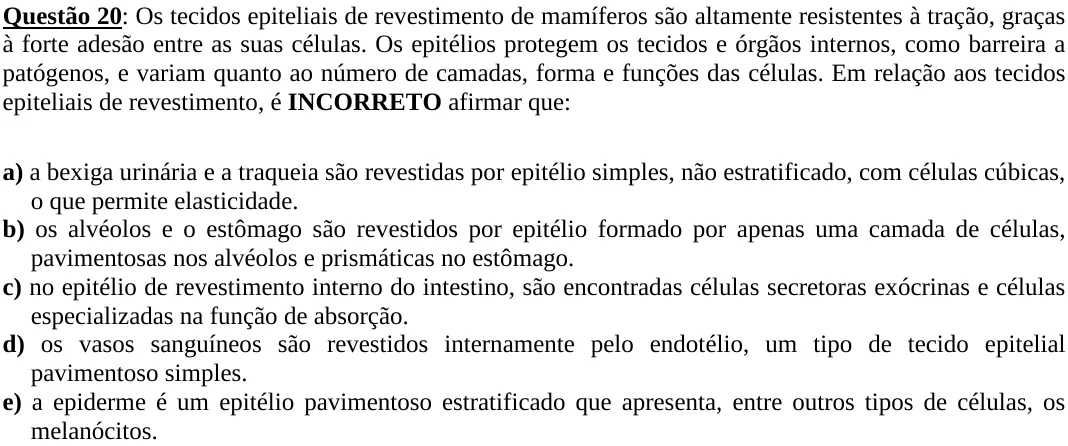 Questão 20: Os tecidos epiteliais de revestimento de mamíferos são altamente resistentes à tração, graças
à forte adesão entre as suas células. Os epitélios protegem os tecidos e órgãos internos, como barreira a
patógenos, e variam quanto ao número de camadas, forma e funções das células. Em relação aos tecidos
epiteliais de revestimento, é INCORRETO afirmar que:
a) a bexiga urinária e a traqueia são revestidas por epitélio simples, não estratificado, com células cúbicas,
o que permite elasticidade.
b) os alvéolos e o estômago são revestidos por epitélio formado por apenas uma camada de células,
pavimentosas nos alvéolos e prismáticas no estômago.
c) no epitélio de revestimento interno do intestino, são encontradas células secretoras exócrinas e células
especializadas na função de absorção.
d) os vasos sanguíneos são revestidos internamente pelo endotélio, um tipo de tecido epitelial
pavimentoso simples.
e) a epiderme é um epitélio pavimentoso estratificado que apresenta, entre outros tipos de células, os
melanócitos.